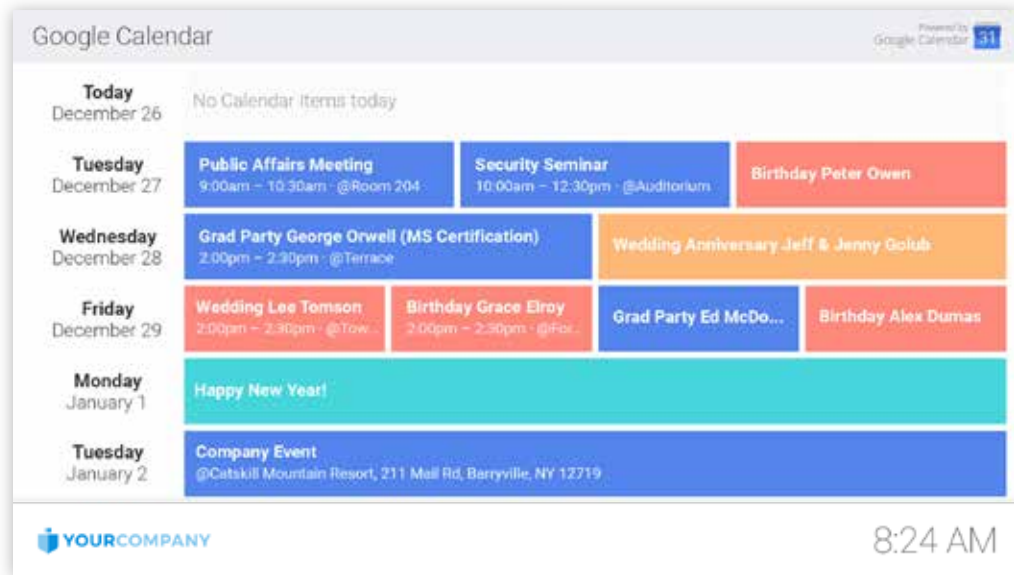 Google Calendar
Powered by
Google Calendar
31
Today
December 26
No Calendar Items today
Tuesday
December 27
Public Affairs Meeting
9:00am – 10:30am · @Room 204
Security Seminar
10:00am – 12:30pm · @Auditorium
Birthday Peter Owen
Wednesday
December 28
Grad Party George Orwell (MS Certification)
2:00pm – 2:30pm · @Terrace
Wedding Anniversary Jeff & Jenny Golub
Friday
December 29
Wedding Lee Tomson
2:00pm – 2:30pm · @Tow...
Birthday Grace Elroy
2:00pm – 2:30pm · @For...
Grad Party Ed McDo...
Birthday Alex Dumas
Monday
January 1
Happy New Year!
Tuesday
January 2
Company Event
@Catskill Mountain Resort, 211 Mail Rd, Barryville, NY 12719
YOURCOMPANY
8:24 AM